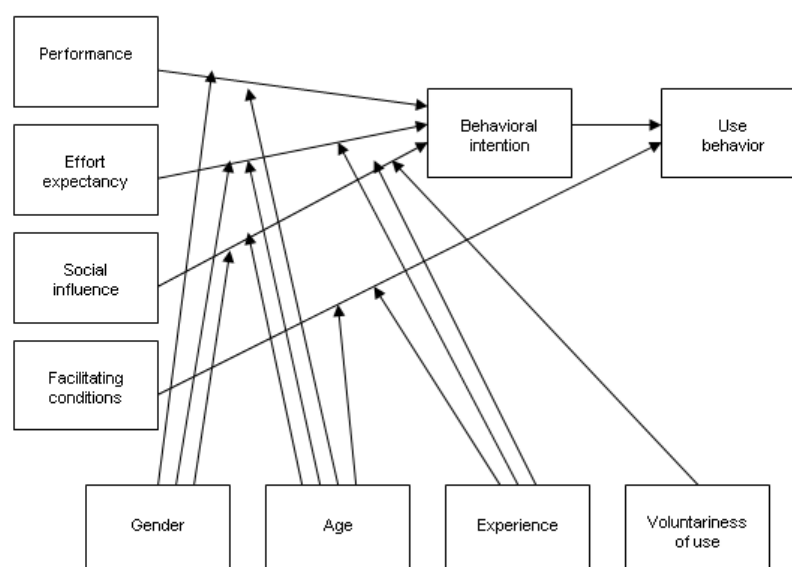 Performance
Effort
expectancy
Social
influence
Facilitating
conditions
Behavioral
intention
Use
behavior
Gender
Age
Experience
Voluntariness
of use